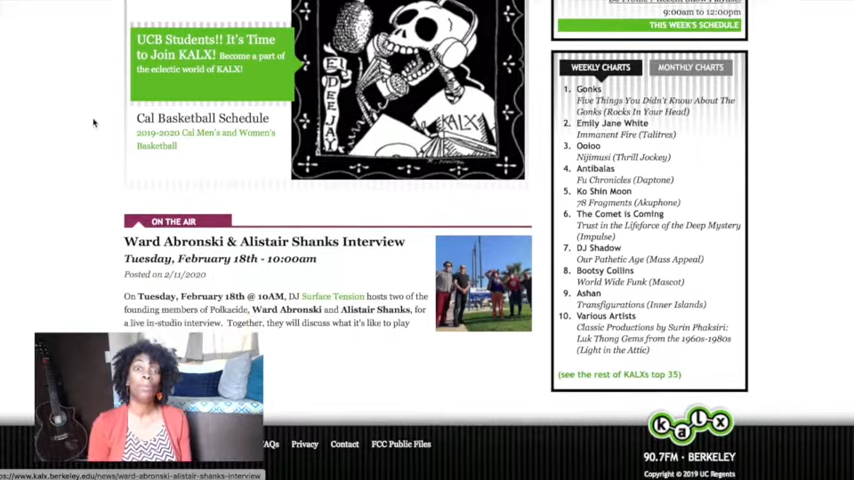 UCB Students!! It's Time
to Join KALX! Become a part of
the eclectic world of KALX!
Cal Basketball Schedule
2019-2020 Cal Men's and Women's
Basketball
EL DEEJAY
KALX
9:00am to 12:00pm
THIS WEEK'S SCHEDULE
WEEKLY CHARTS
MONTHLY CHARTS
1. Gonks
Five Things You Didn't Know About The
Gonks (Rocks In Your Head)
2. Emily Jane White
Immanent Fire (Talitres)
3. Ooioo
Nijimusi (Thrill Jockey)
4. Antibalas
Fu Chronicles (Daptone)
5. Ko Shin Moon
78 Fragments (Akuphone)
6. The Comet is Coming
Trust in the Lifeforce of the Deep Mystery
(Impulse)
7. DJ Shadow
Our Pathetic Age (Mass Appeal)
8. Bootsy Collins
World Wide Funk (Mascot)
9. Ashan
Transfigurations (Inner Islands)
10. Various Artists
Classic Productions by Surin Phaksiri:
Luk Thong Gems from the 1960s-1980s
(Light in the Attic)
(see the rest of KALXs top 35)
ON THE AIR
Ward Abronski & Alistair Shanks Interview
Tuesday, February 18th - 10:00am
Posted on 2/11/2020
On Tuesday, February 18th @ 10AM, DJ Surface Tension hosts two of the
founding members of Polkacide, Ward Abronski and Alistair Shanks, for
a live in-studio interview. Together, they will discuss what it's like to play
AQs Privacy Contact FCC Public Files
kalx
90.7FM • BERKELEY
Copyright © 2019 UC Regents
ps://www.kalx.berkeley.edu/news/ward-abronski-alistair-shanks-interview